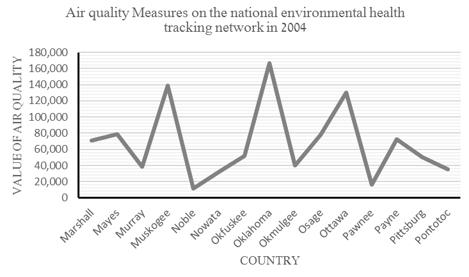 Air quality Measures on the national environmental health
tracking network in 2004
VALUE OF AIR QUALITY
180,000
160,000
140,000
120,000
100,000
80,000
60,000
40,000
20,000
0
Marshall
Mayes
Murray
Muskogee
Noble
Nowata
Okfuskee
Oklahoma
Okmulgee
Osage
Ottawa
Pawnee
Payne
Pittsburg
Pontotoc
COUNTRY